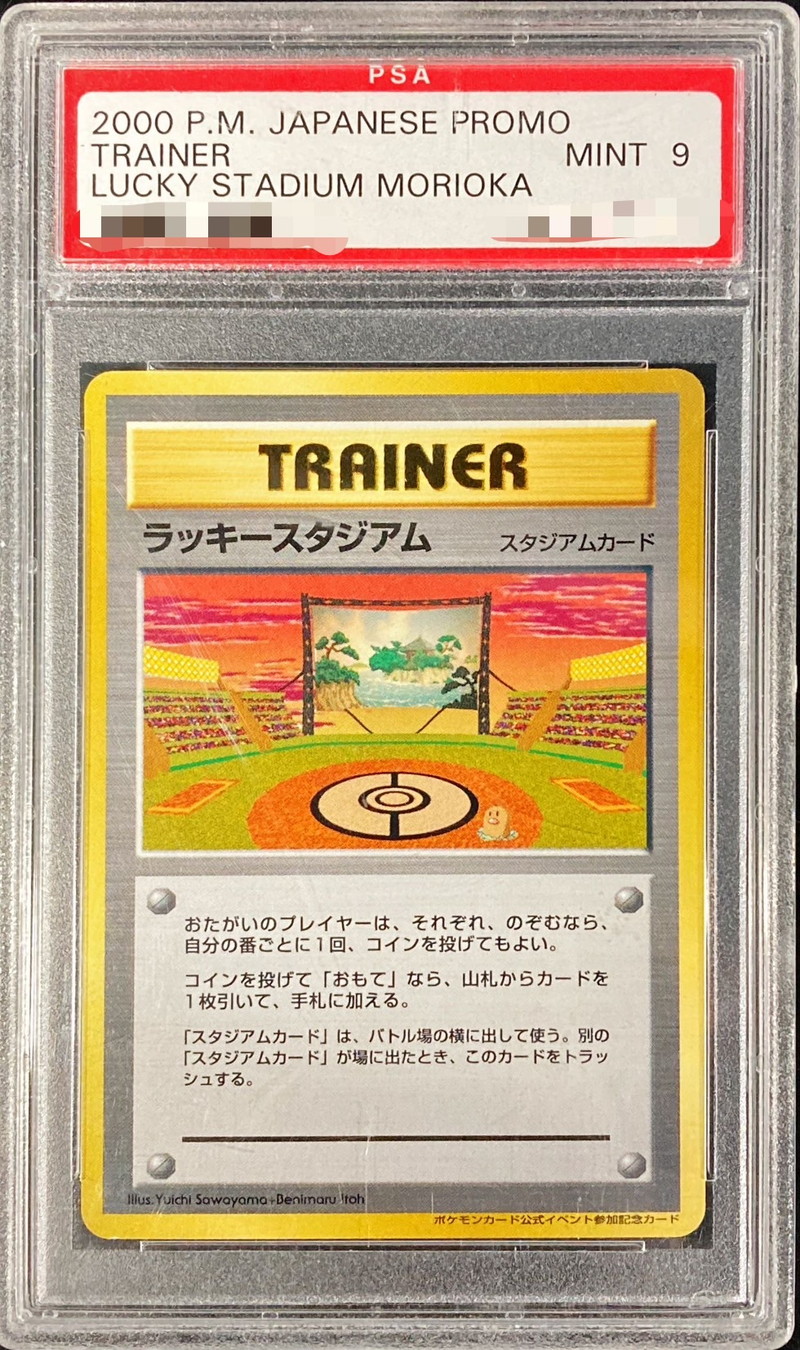 PSA
2000 P.M. JAPANESE PROMO
TRAINER MINT 9
LUCKY STADIUM MORIOKA
TRAINER
ラッキースタジアム スタジアムカード
おたがいのプレイヤーは、それぞれ、のぞむなら、
自分の番ごとに1回、コインを投げてもよい。
コインを投げて「おもて」なら、山札からカードを
1枚引いて、手札に加える。
「スタジアムカード」は、バトル場の横に出して使う。別の
「スタジアムカード」が場に出たとき、このカードをトラッ
シュする。
Illus. Yuichi Sawayama+Benimaru Itoh
ポケモンカード公式イベント参加記念カード